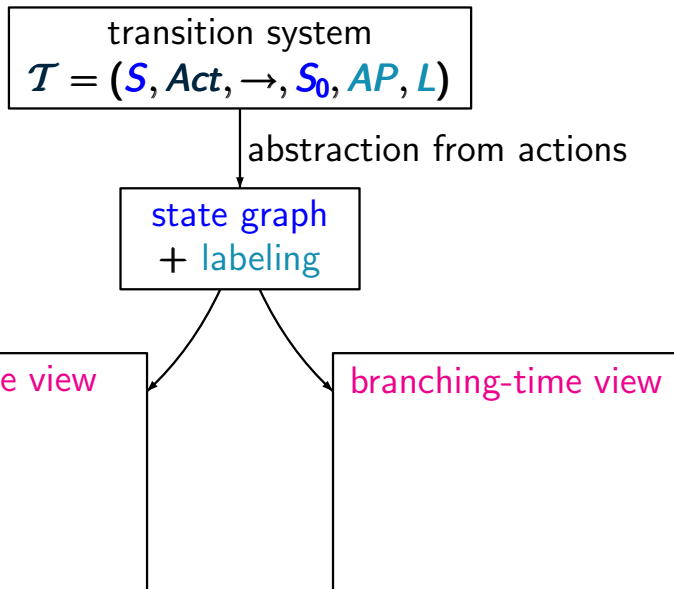 transition system
𝒯 = (S, Act, →, S₀, AP, L)
abstraction from actions
state graph
+ labeling
e view
branching-time view